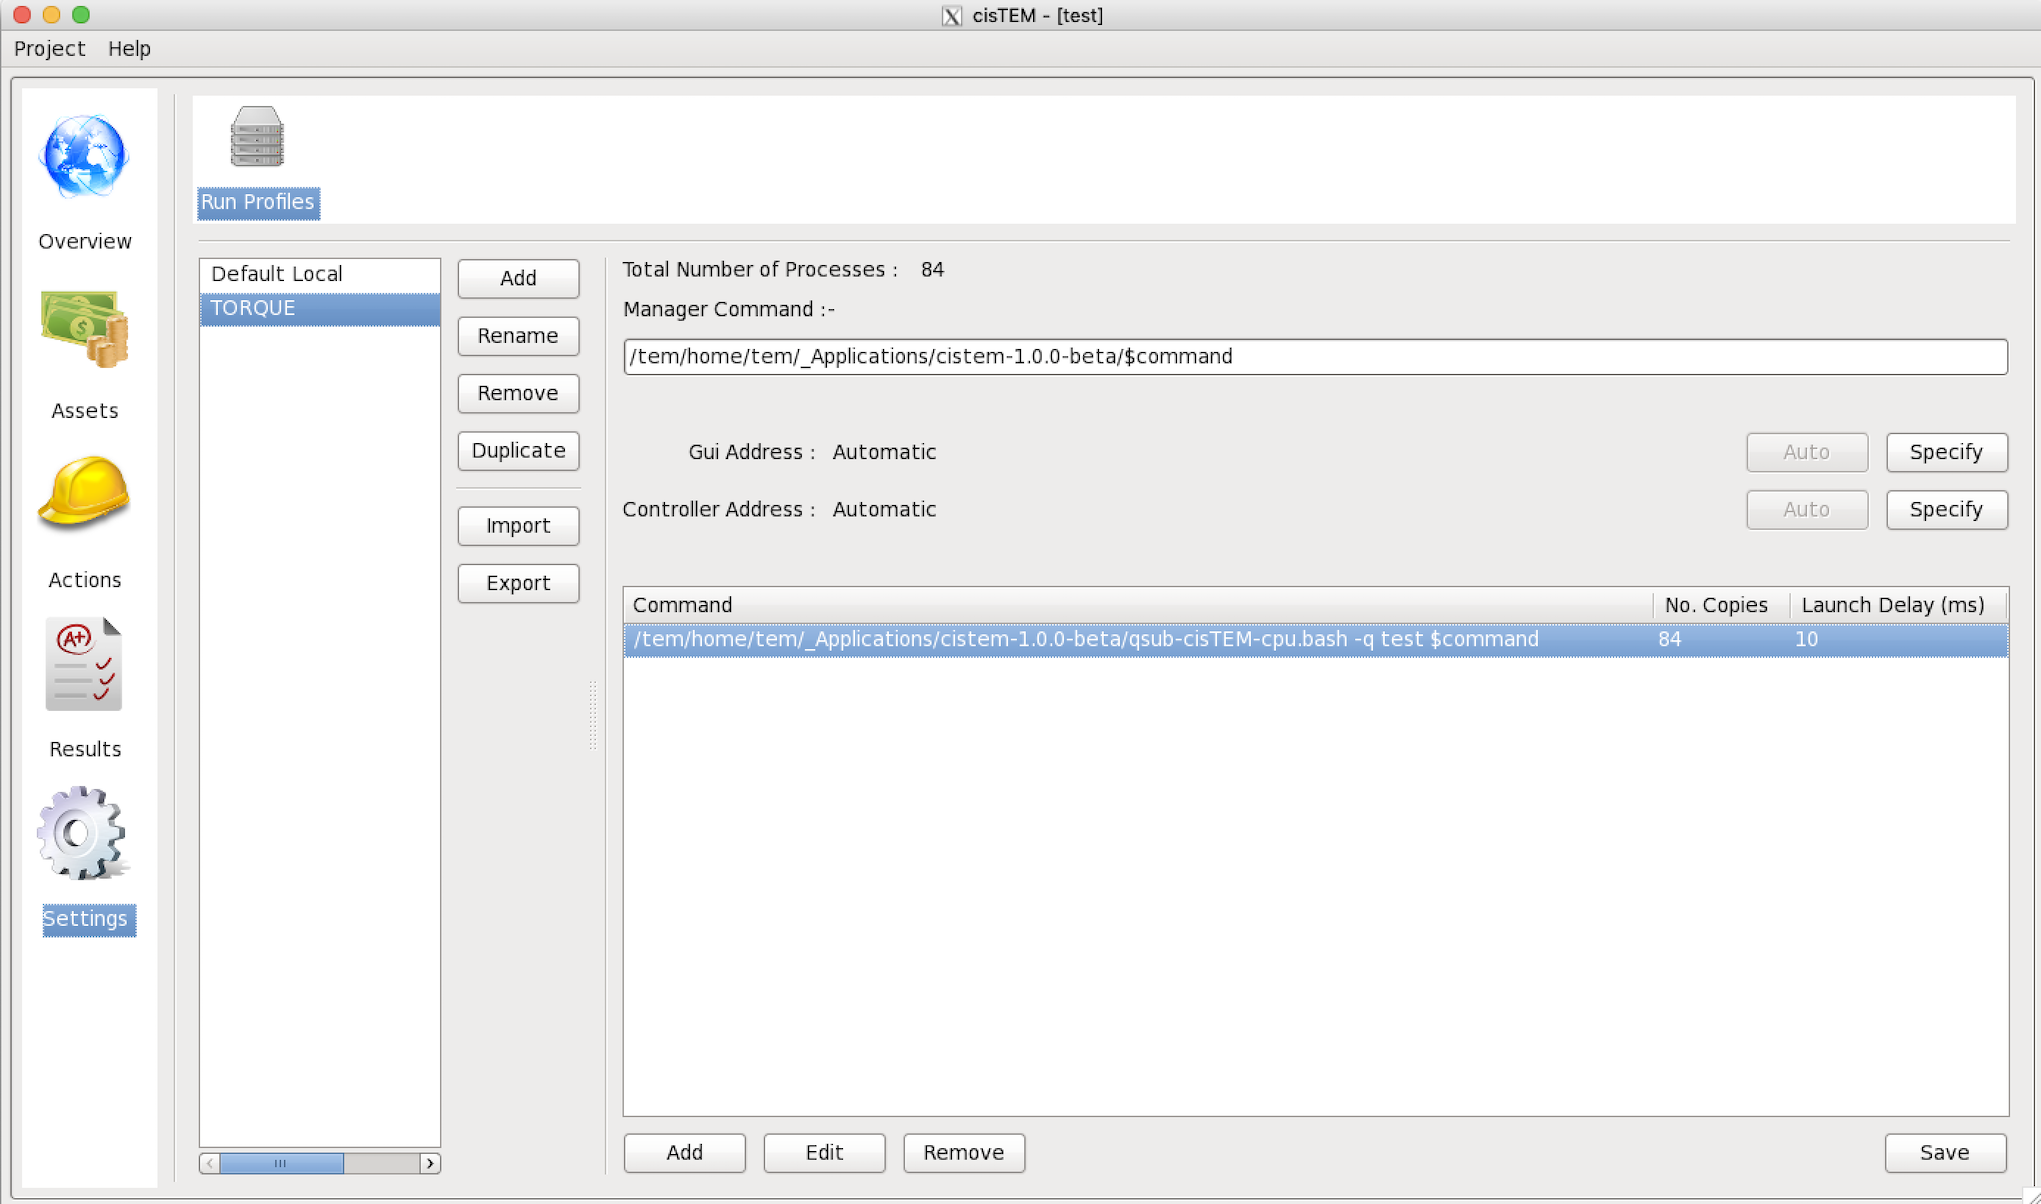 cisTEM - [test]
Project Help
Overview
Assets
Actions
A+
Results
Settings
Run Profiles
Default Local
TORQUE
Add
Rename
Remove
Duplicate
Import
Export
Total Number of Processes : 84
Manager Command :-
/tem/home/tem/_Applications/cistem-1.0.0-beta/$command
Gui Address : Automatic Auto Specify
Controller Address : Automatic Auto Specify
Command No. Copies Launch Delay (ms)
/tem/home/tem/_Applications/cistem-1.0.0-beta/qsub-cisTEM-cpu.bash -q test $command 84 10
Add Edit Remove Save